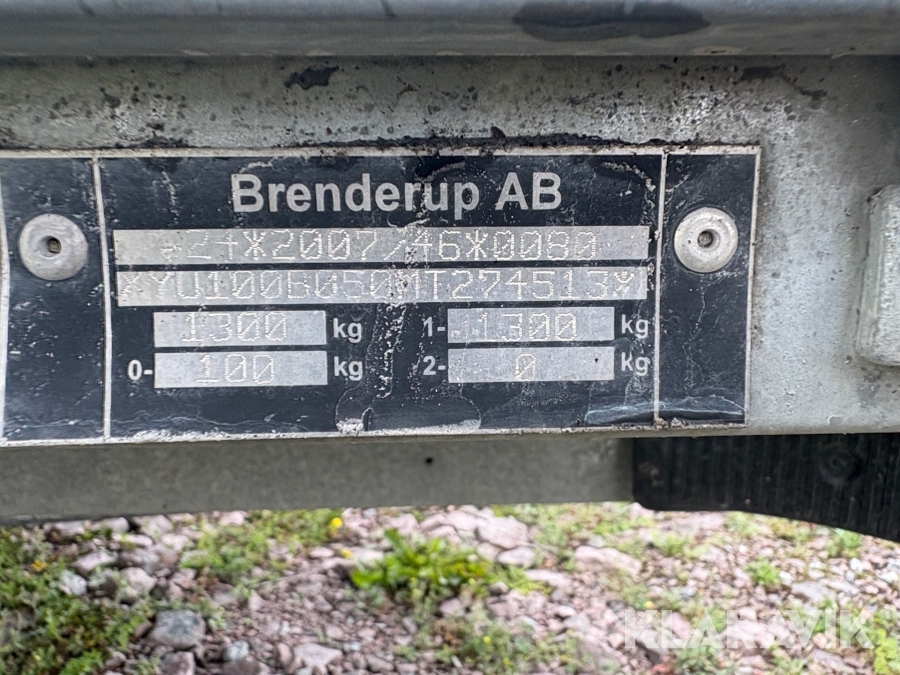 Brenderup AB
e24*2007/46*0080
*YU100B050MT274513*
1300 kg 1- 1300 kg
0- 100 kg 2- 0 kg
KLARAVIK